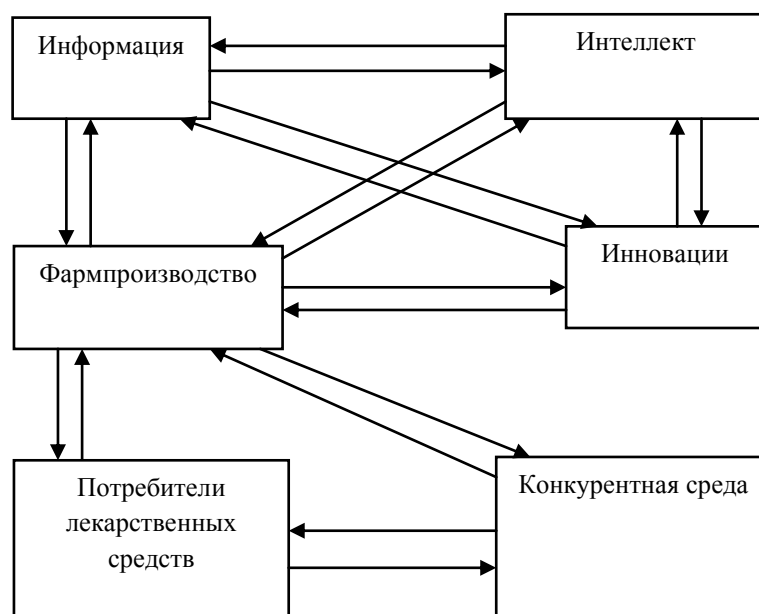 Информация
Интеллект
Инновации
Фармпроизводство
Потребители
лекарственных
средств
Конкурентная среда